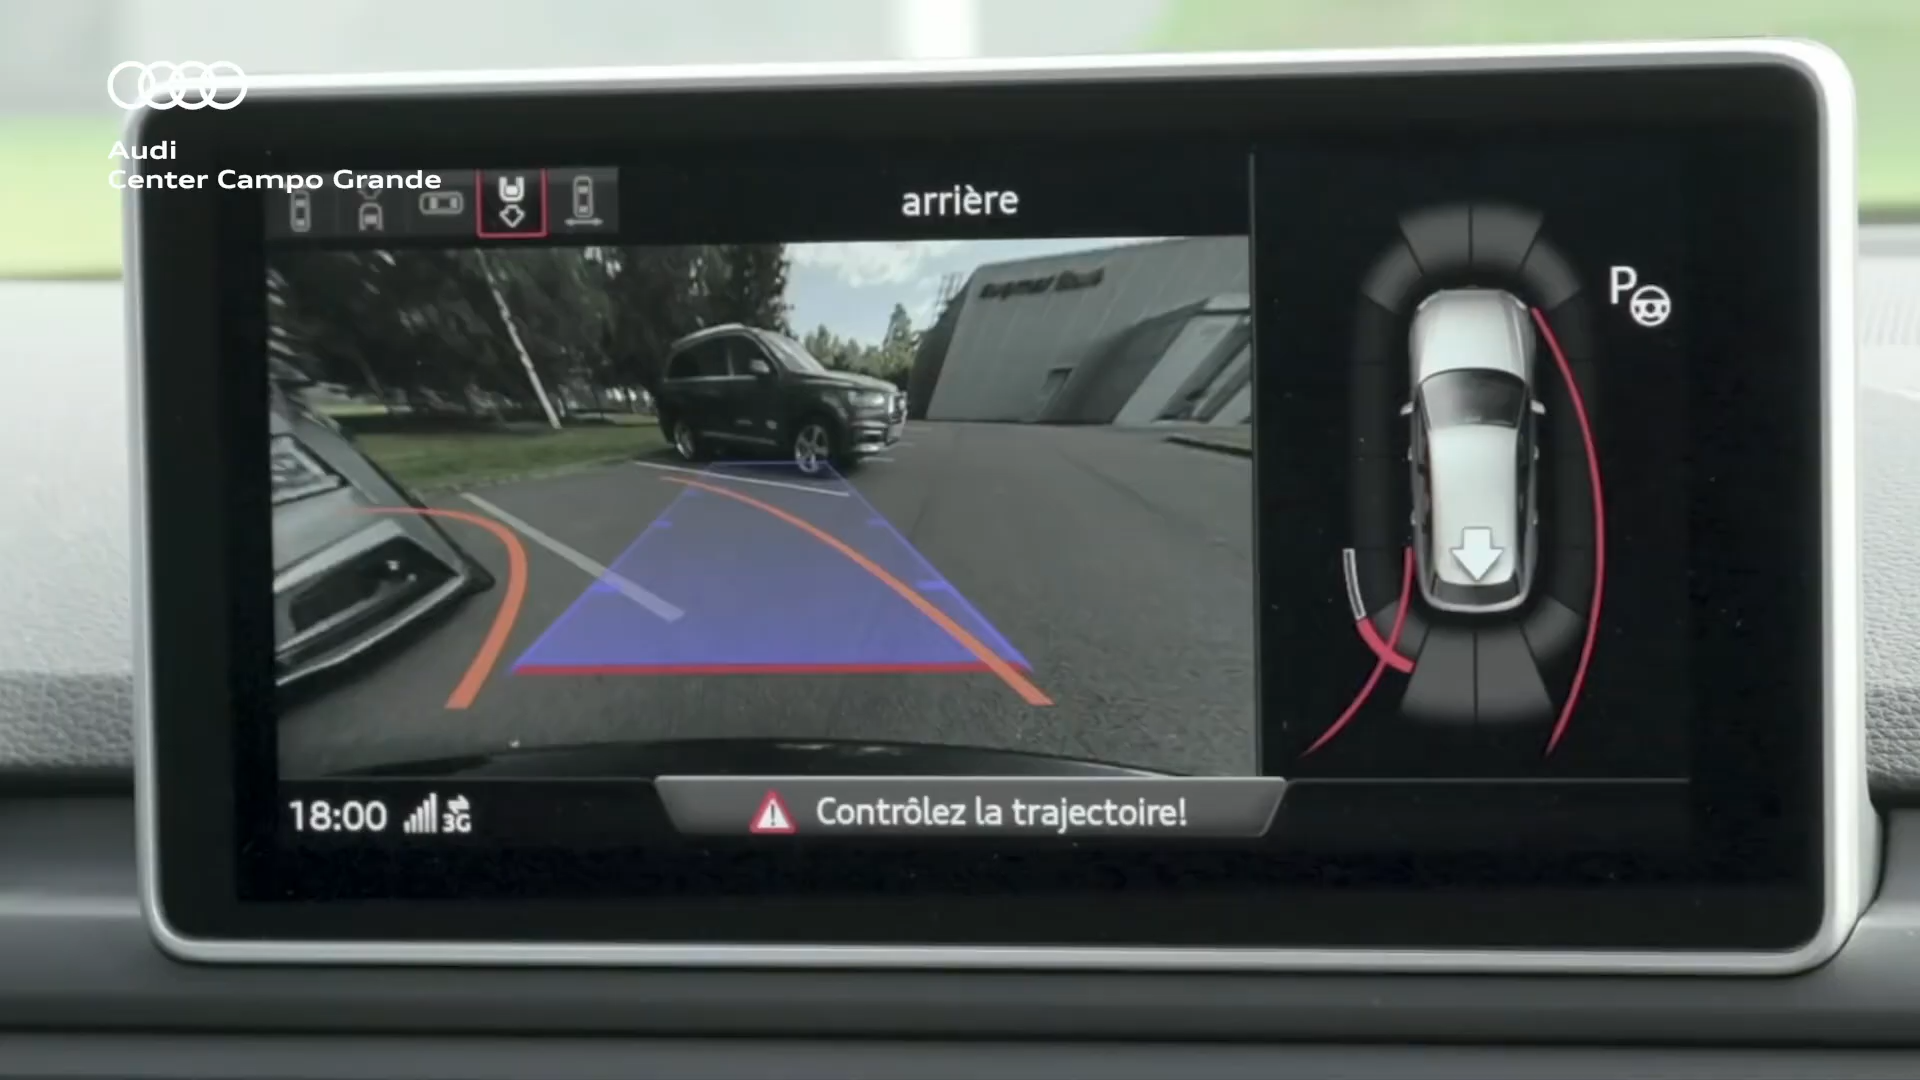 Audi
Center Campo Grande
arrière
P
18:00 3G
Contrôlez la trajectoire!